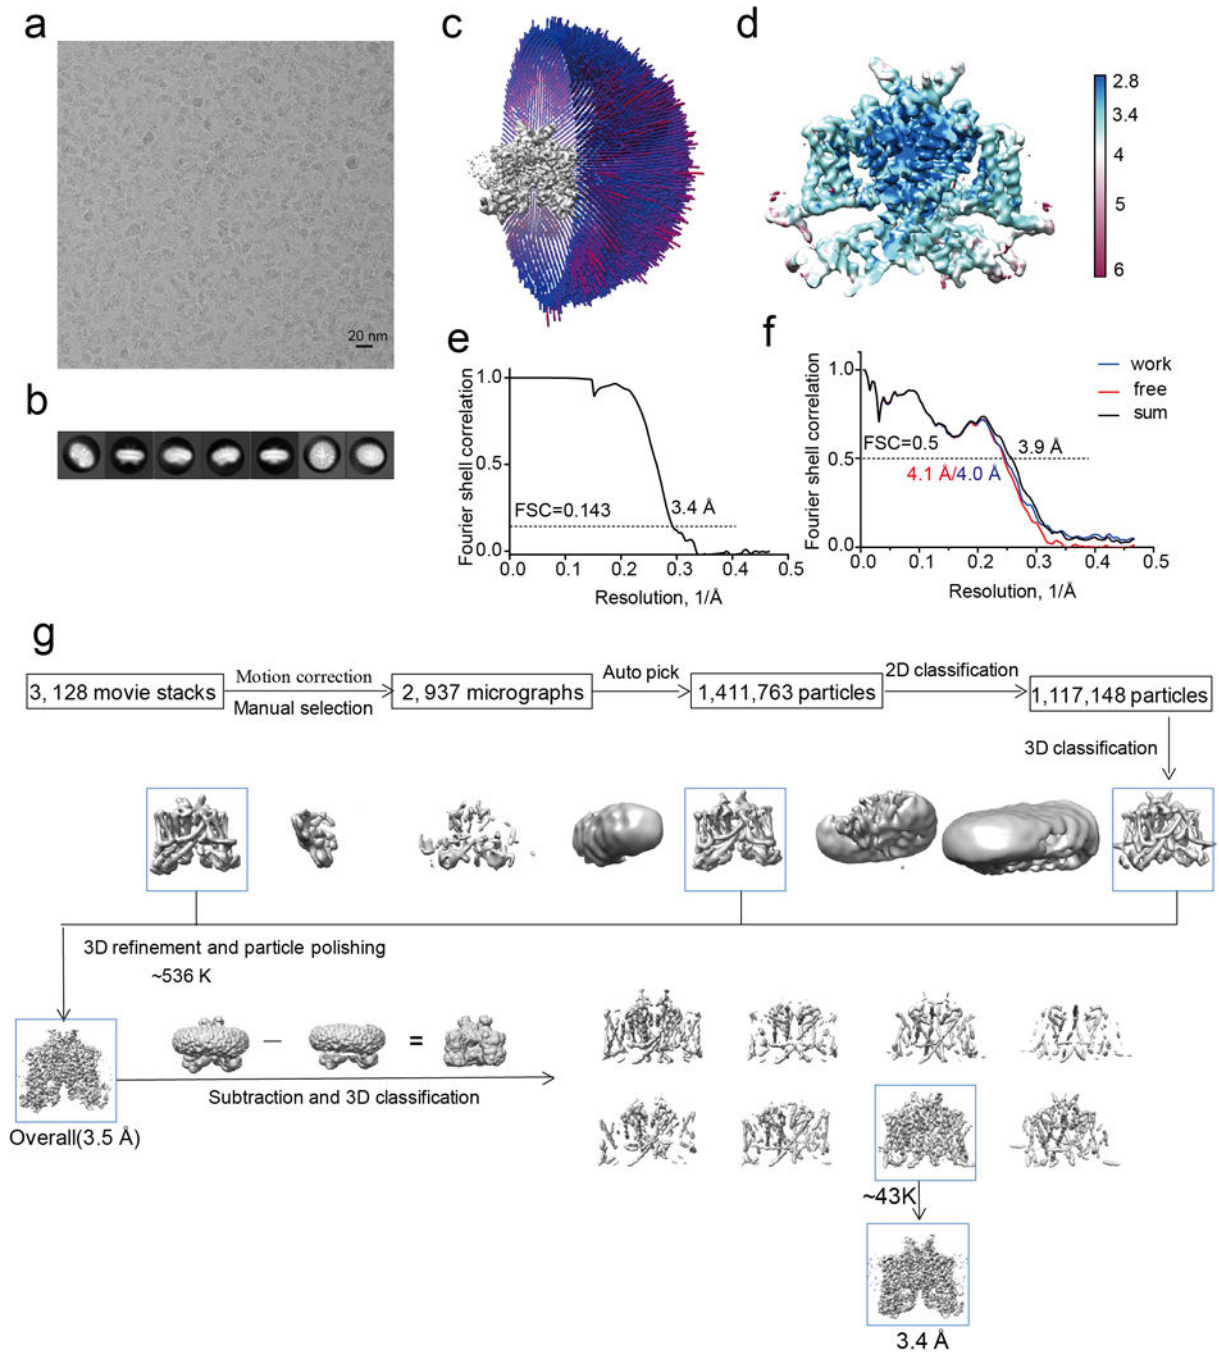 a
20 nm
b
c
d
2.8
3.4
4
5
6
e
Fourier shell correlation
1.0
0.5
0.0
FSC=0.143
3.4 Å
0.0 0.1 0.2 0.3 0.4 0.5
Resolution, 1/Å
f
Fourier shell correlation
1.0
0.5
0.0
work
free
sum
FSC=0.5
3.9 Å
4.1 Å/4.0 Å
0.0 0.1 0.2 0.3 0.4 0.5
Resolution, 1/Å
g
3, 128 movie stacks
Motion correction
Manual selection
2, 937 micrographs
Auto pick
1,411,763 particles
2D classification
1,117,148 particles
3D classification
3D refinement and particle polishing
~536 K
Overall(3.5 Å)
— =
Subtraction and 3D classification
~43K
3.4 Å